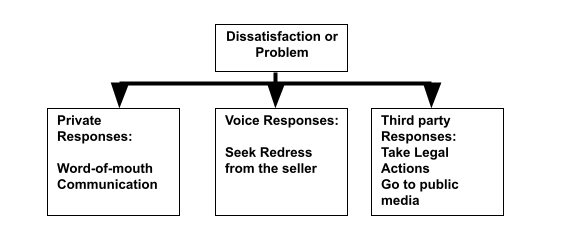 Dissatisfaction or
Problem
Private
Responses:
Word-of-mouth
Communication
Voice Responses:
Seek Redress
from the seller
Third party
Responses:
Take Legal
Actions
Go to public
media